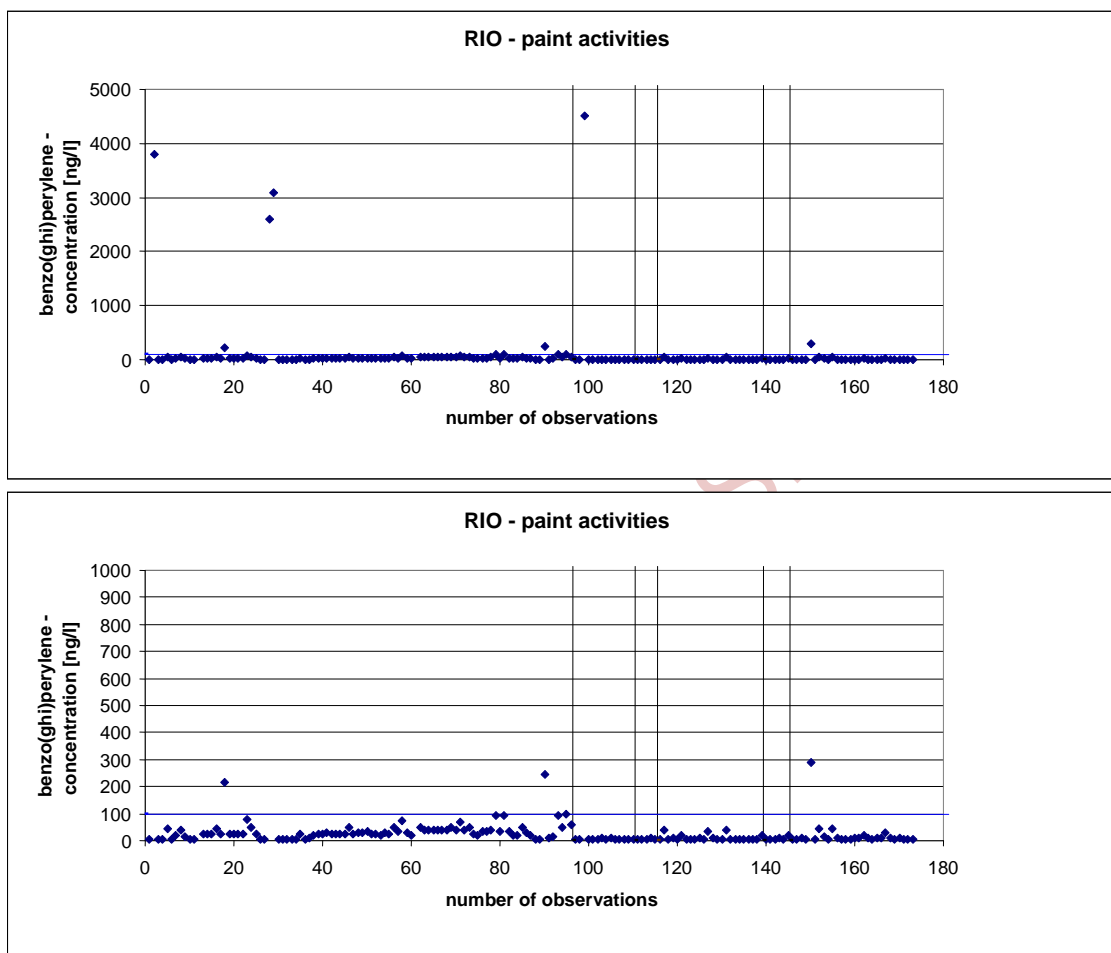 RIO - paint activities
5000
4000
3000
2000
1000
0
benzo(ghi)perylene -
concentration [ng/l]
0 20 40 60 80 100 120 140 160 180
number of observations
RIO - paint activities
1000
900
800
700
600
500
400
300
200
100
0
benzo(ghi)perylene -
concentration [ng/l]
0 20 40 60 80 100 120 140 160 180
number of observations